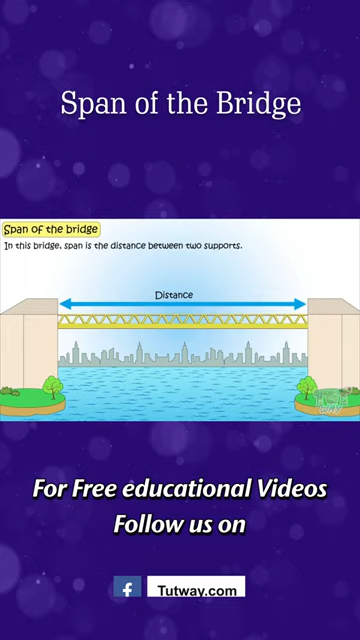 Span of the Bridge
Span of the bridge
In this bridge, span is the distance between two supports.
Distance
For Free educational Videos
Follow us on
f Tutway.com